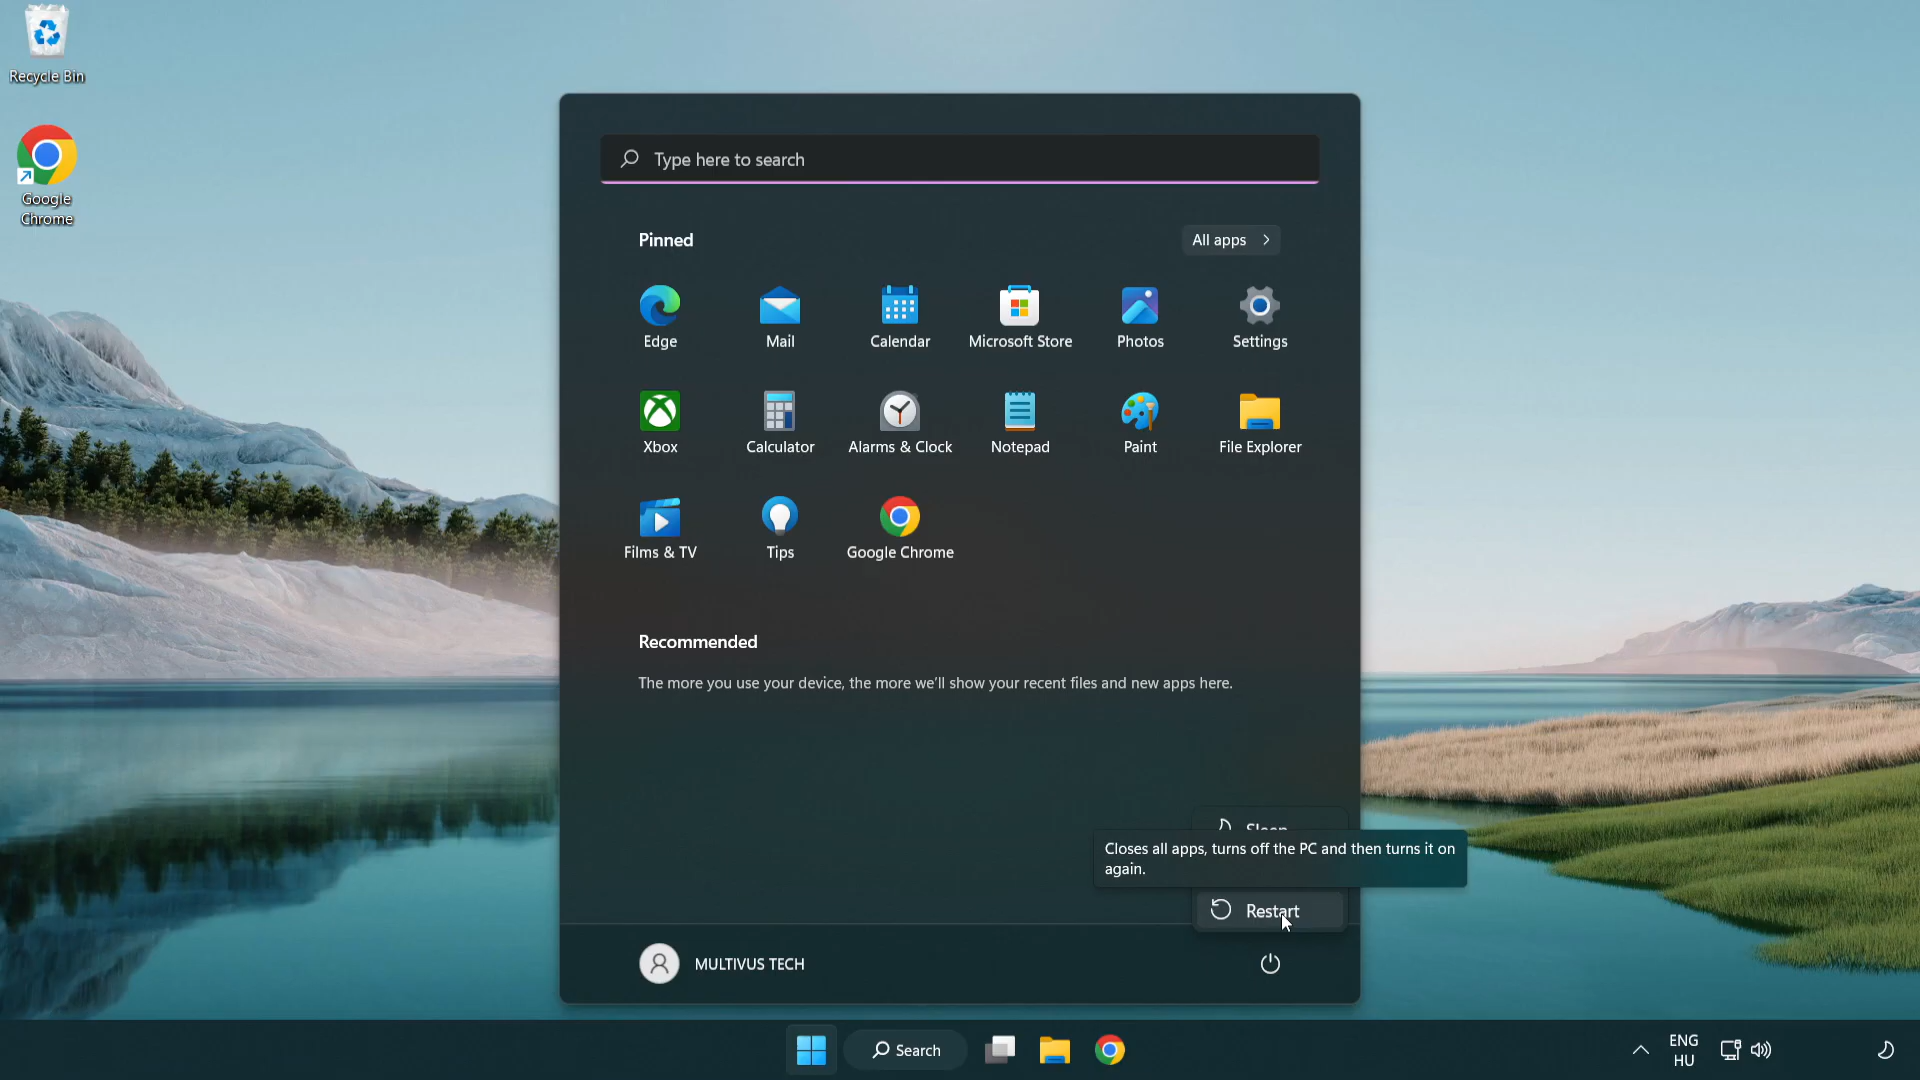 Recycle Bin
Google
Chrome
Type here to search
Pinned
All apps
Edge
Mail
Calendar
Microsoft Store
Photos
Settings
Xbox
Calculator
Alarms & Clock
Notepad
Paint
File Explorer
Films & TV
Tips
Google Chrome
Recommended
The more you use your device, the more we'll show your recent files and new apps here.
Sleep
Closes all apps, turns off the PC and then turns it on
again.
Restart
MULTIVUS TECH
Search
ENG
HU